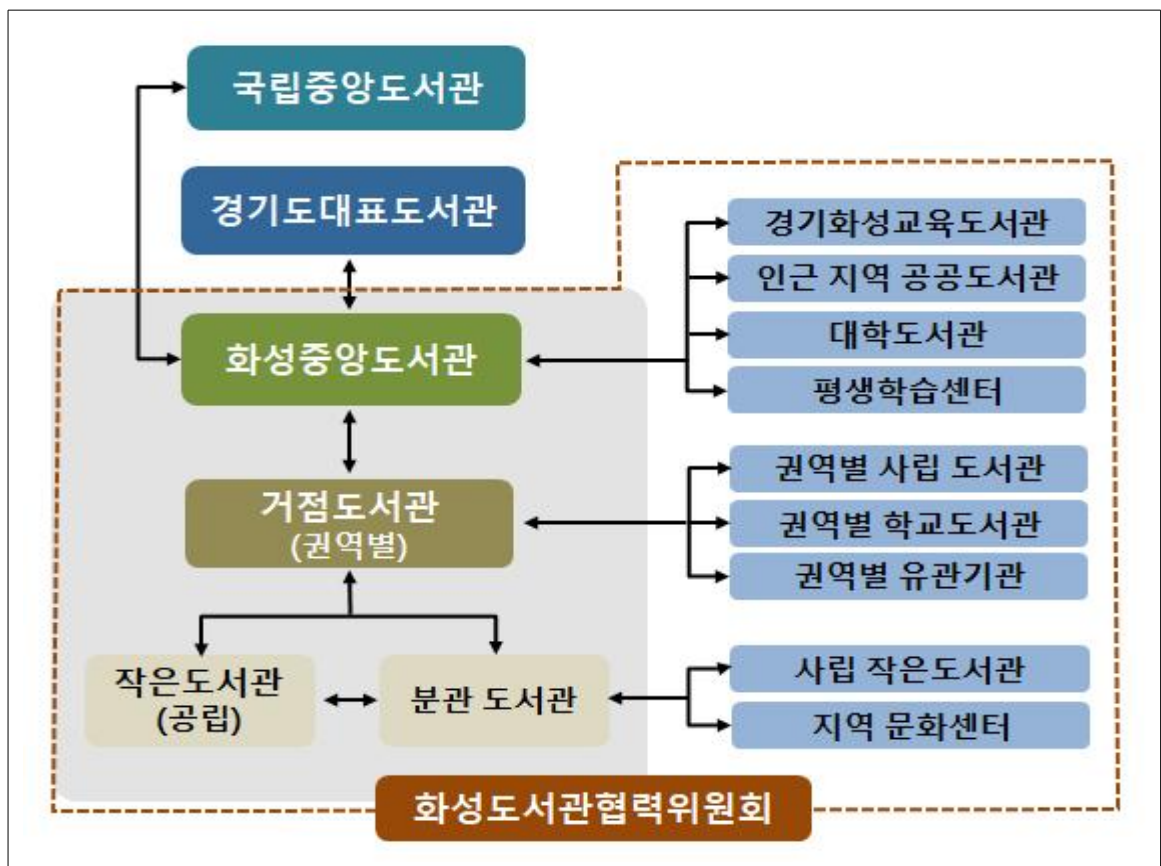 국립중앙도서관
경기도대표도서관
화성중앙도서관
거점도서관
(권역별)
작은도서관
(공립)
분관 도서관
경기화성교육도서관
인근 지역 공공도서관
대학도서관
평생학습센터
권역별 사립 도서관
권역별 학교도서관
권역별 유관기관
사립 작은도서관
지역 문화센터
화성도서관협력위원회